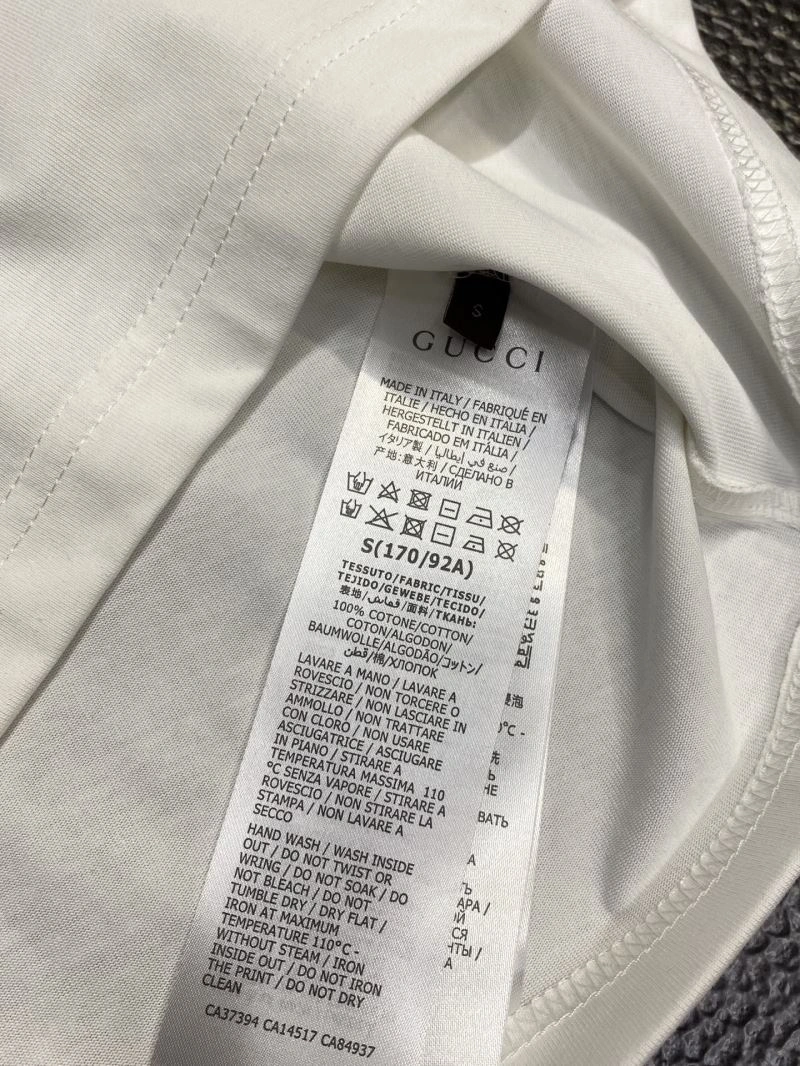 S
GUCCI
MADE IN ITALY / FABRIQUÉ EN
ITALIE / HECHO EN ITALIA /
HERGESTELLT IN ITALIEN /
FABRICADO EM ITÀLIA /
イタリア製 / صنع في إيطاليا /
产地:意大利 / СДЕЛАНО В
ИТАЛИИ
S(170/92A)
TESSUTO/FABRIC/TISSU/
TEJIDO/GEWEBE/TECIDO/
表地/قماش/面料/ТКАНЬ:
100% COTONE/COTTON/
COTON/ALGODON/
BAUMWOLLE/ALGODÃO/コットン/
قطن/棉/ХЛОПОК
LAVARE A MANO / LAVARE A
ROVESCIO / NON TORCERE O
STRIZZARE / NON LASCIARE IN
AMMOLLO / NON TRATTARE
CON CLORO / NON USARE
ASCIUGATRICE / ASCIUGARE
IN PIANO / STIRARE A
TEMPERATURA MASSIMA 110
°C SENZA VAPORE / STIRARE A
ROVESCIO / NON STIRARE LA
STAMPA / NON LAVARE A
SECCO
HAND WASH / WASH INSIDE
OUT / DO NOT TWIST OR
WRING / DO NOT SOAK / DO
NOT BLEACH / DO NOT
TUMBLE DRY / DRY FLAT /
IRON AT MAXIMUM
TEMPERATURE 110°C -
WITHOUT STEAM / IRON
INSIDE OUT / DO NOT IRON
THE PRINT / DO NOT DRY
CLEAN
CA37394 CA14517 CA84937